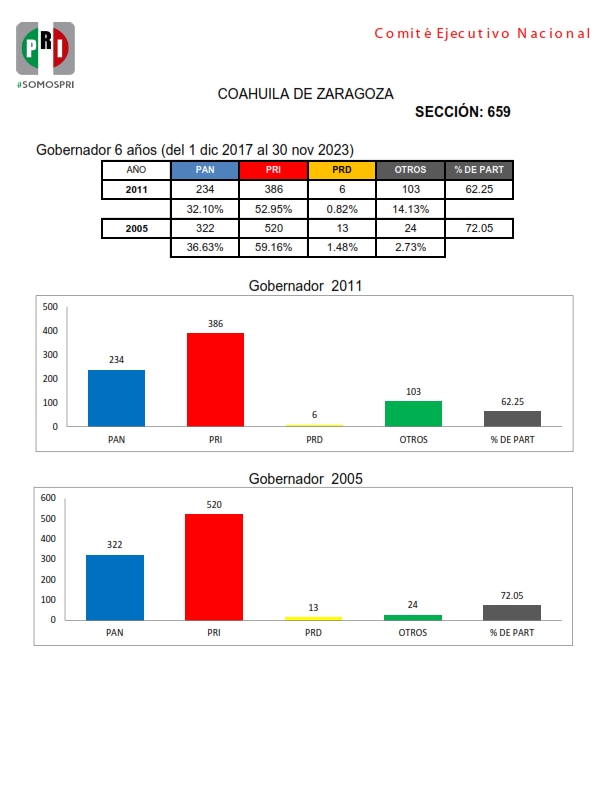 Comité Ejecutivo Nacional
PRI
#SOMOSPRI
COAHUILA DE ZARAGOZA
SECCIÓN: 659
Gobernador 6 años (del 1 dic 2017 al 30 nov 2023)
AÑO PAN PRI PRD OTROS % DE PART
2011 234 386 6 103 62.25
32.10% 52.95% 0.82% 14.13%
2005 322 520 13 24 72.05
36.63% 59.16% 1.48% 2.73%
Gobernador 2011
500
400
300
200
100
0
234
386
6
103
62.25
PAN PRI PRD OTROS % DE PART
Gobernador 2005
600
500
400
300
200
100
0
322
520
13
24
72.05
PAN PRI PRD OTROS % DE PART